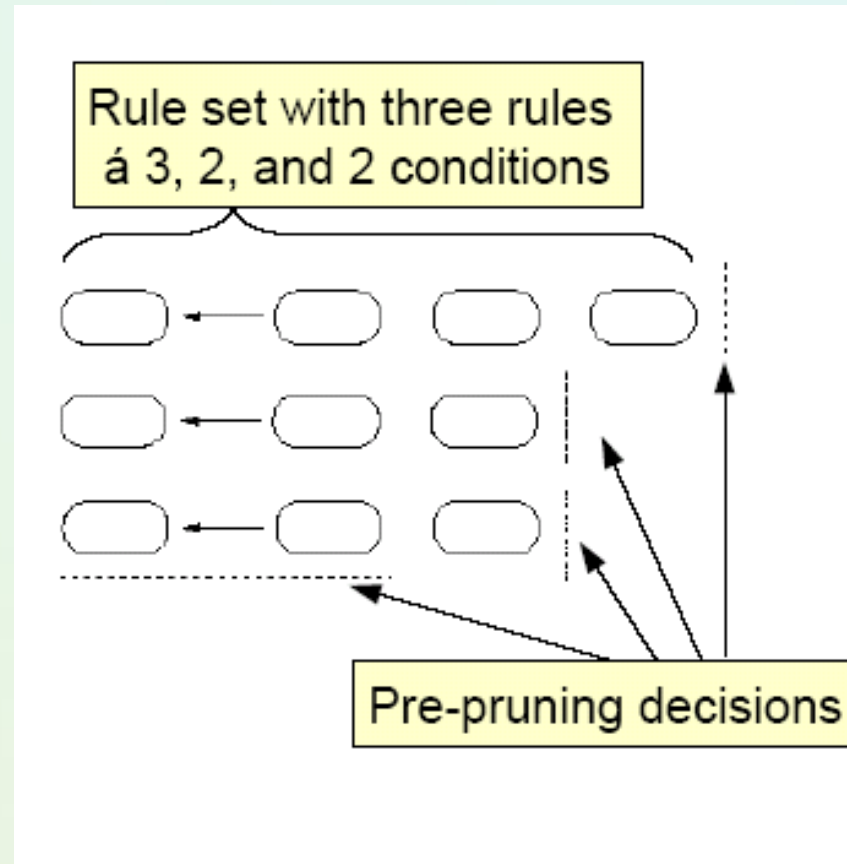 Rule set with three rules
á 3, 2, and 2 conditions
Pre-pruning decisions